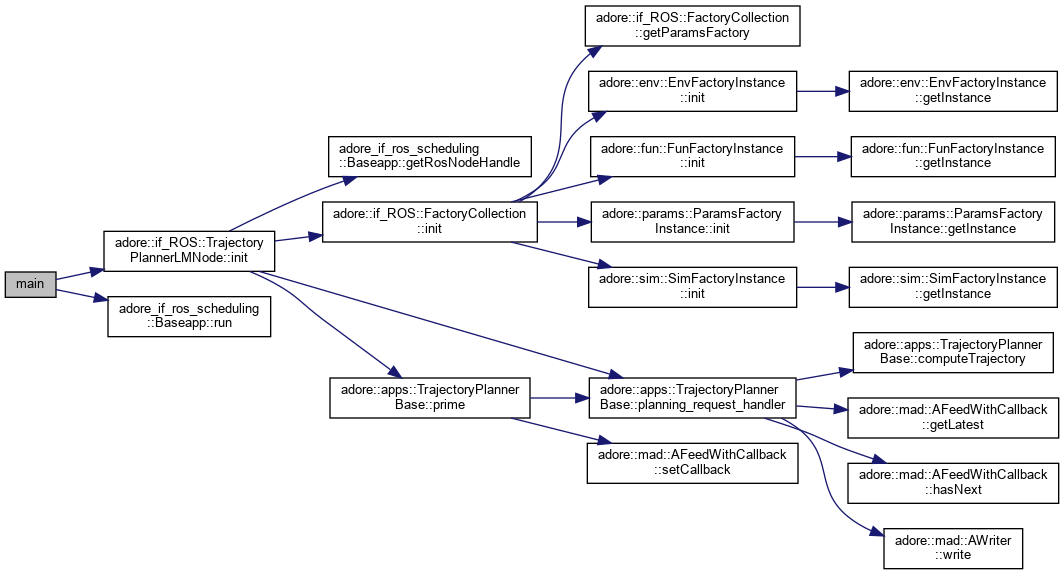 main
adore::if_ROS::Trajectory
PlannerLMNode::init
adore_if_ros_scheduling
::Baseapp::run
adore_if_ros_scheduling
::Baseapp::getRosNodeHandle
adore::if_ROS::FactoryCollection
::init
adore::apps::TrajectoryPlanner
Base::prime
adore::if_ROS::FactoryCollection
::getParamsFactory
adore::env::EnvFactoryInstance
::init
adore::fun::FunFactoryInstance
::init
adore::params::ParamsFactory
Instance::init
adore::sim::SimFactoryInstance
::init
adore::apps::TrajectoryPlanner
Base::planning_request_handler
adore::mad::AFeedWithCallback
::setCallback
adore::env::EnvFactoryInstance
::getInstance
adore::fun::FunFactoryInstance
::getInstance
adore::params::ParamsFactory
Instance::getInstance
adore::sim::SimFactoryInstance
::getInstance
adore::apps::TrajectoryPlanner
Base::computeTrajectory
adore::mad::AFeedWithCallback
::getLatest
adore::mad::AFeedWithCallback
::hasNext
adore::mad::AWriter
::write